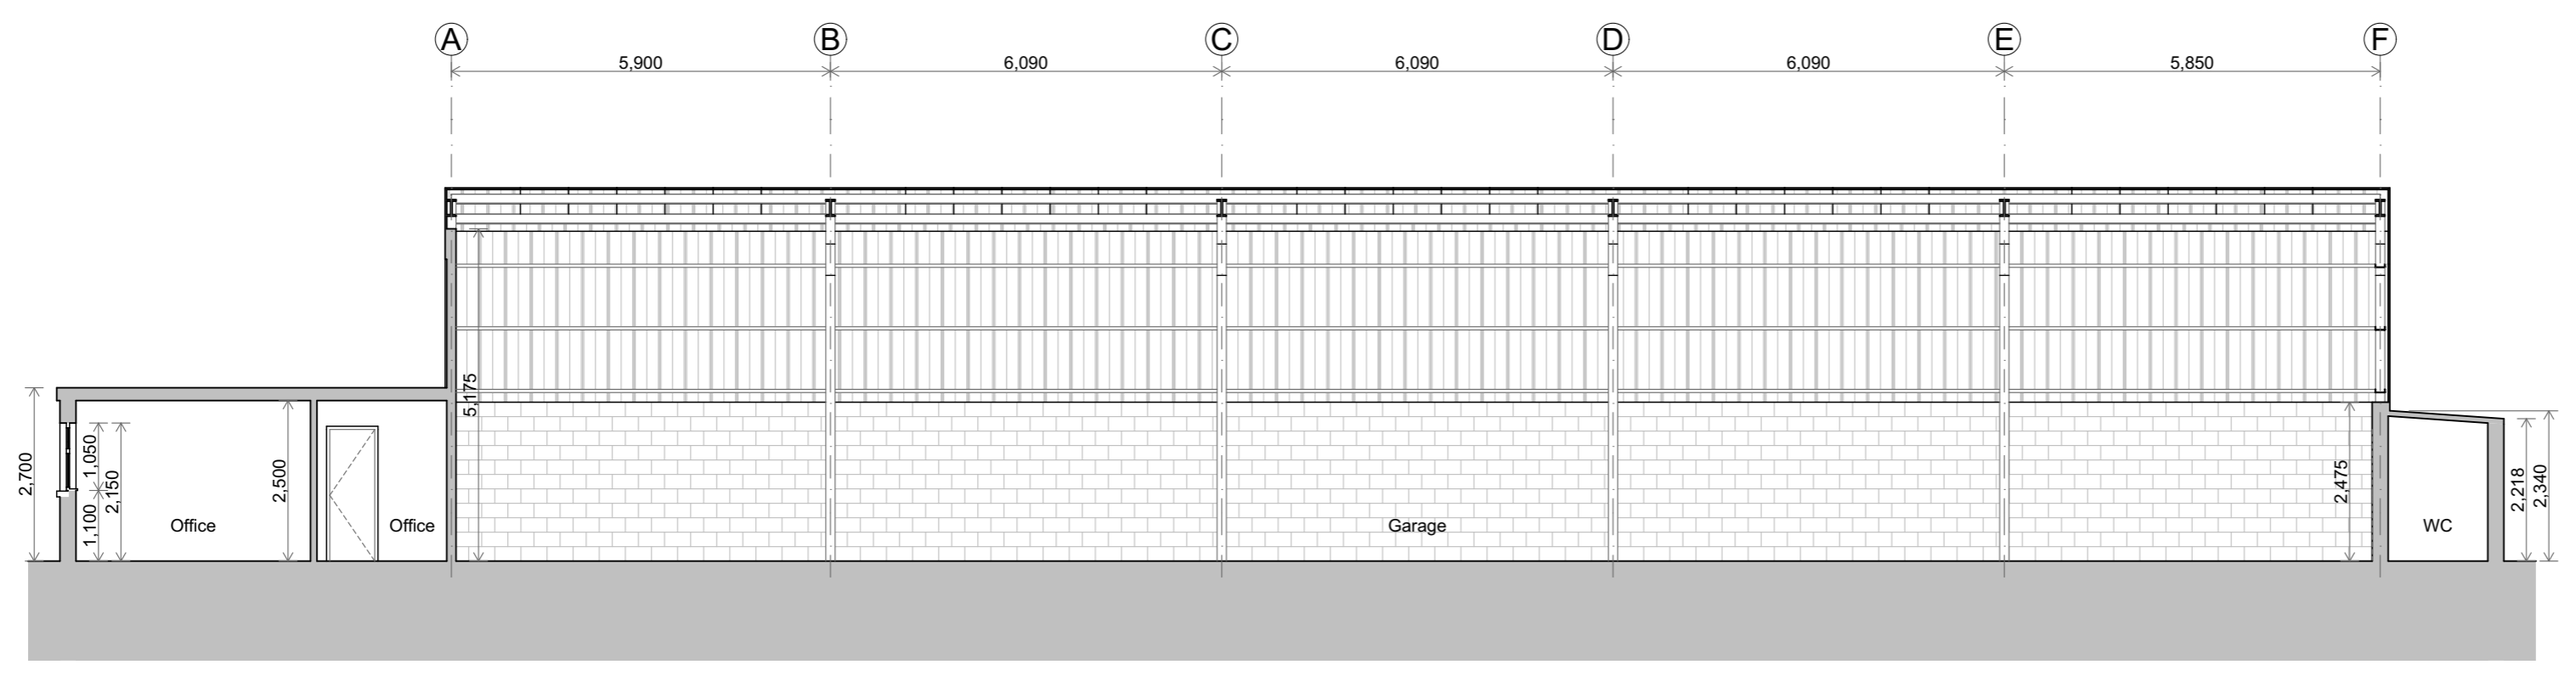 A B C D E F
5,900 6,090 6,090 6,090 5,850
5,175
2,700
1,050
2,150
1,100
2,500
Office
Office
Garage
2,475
WC
2,218
2,340